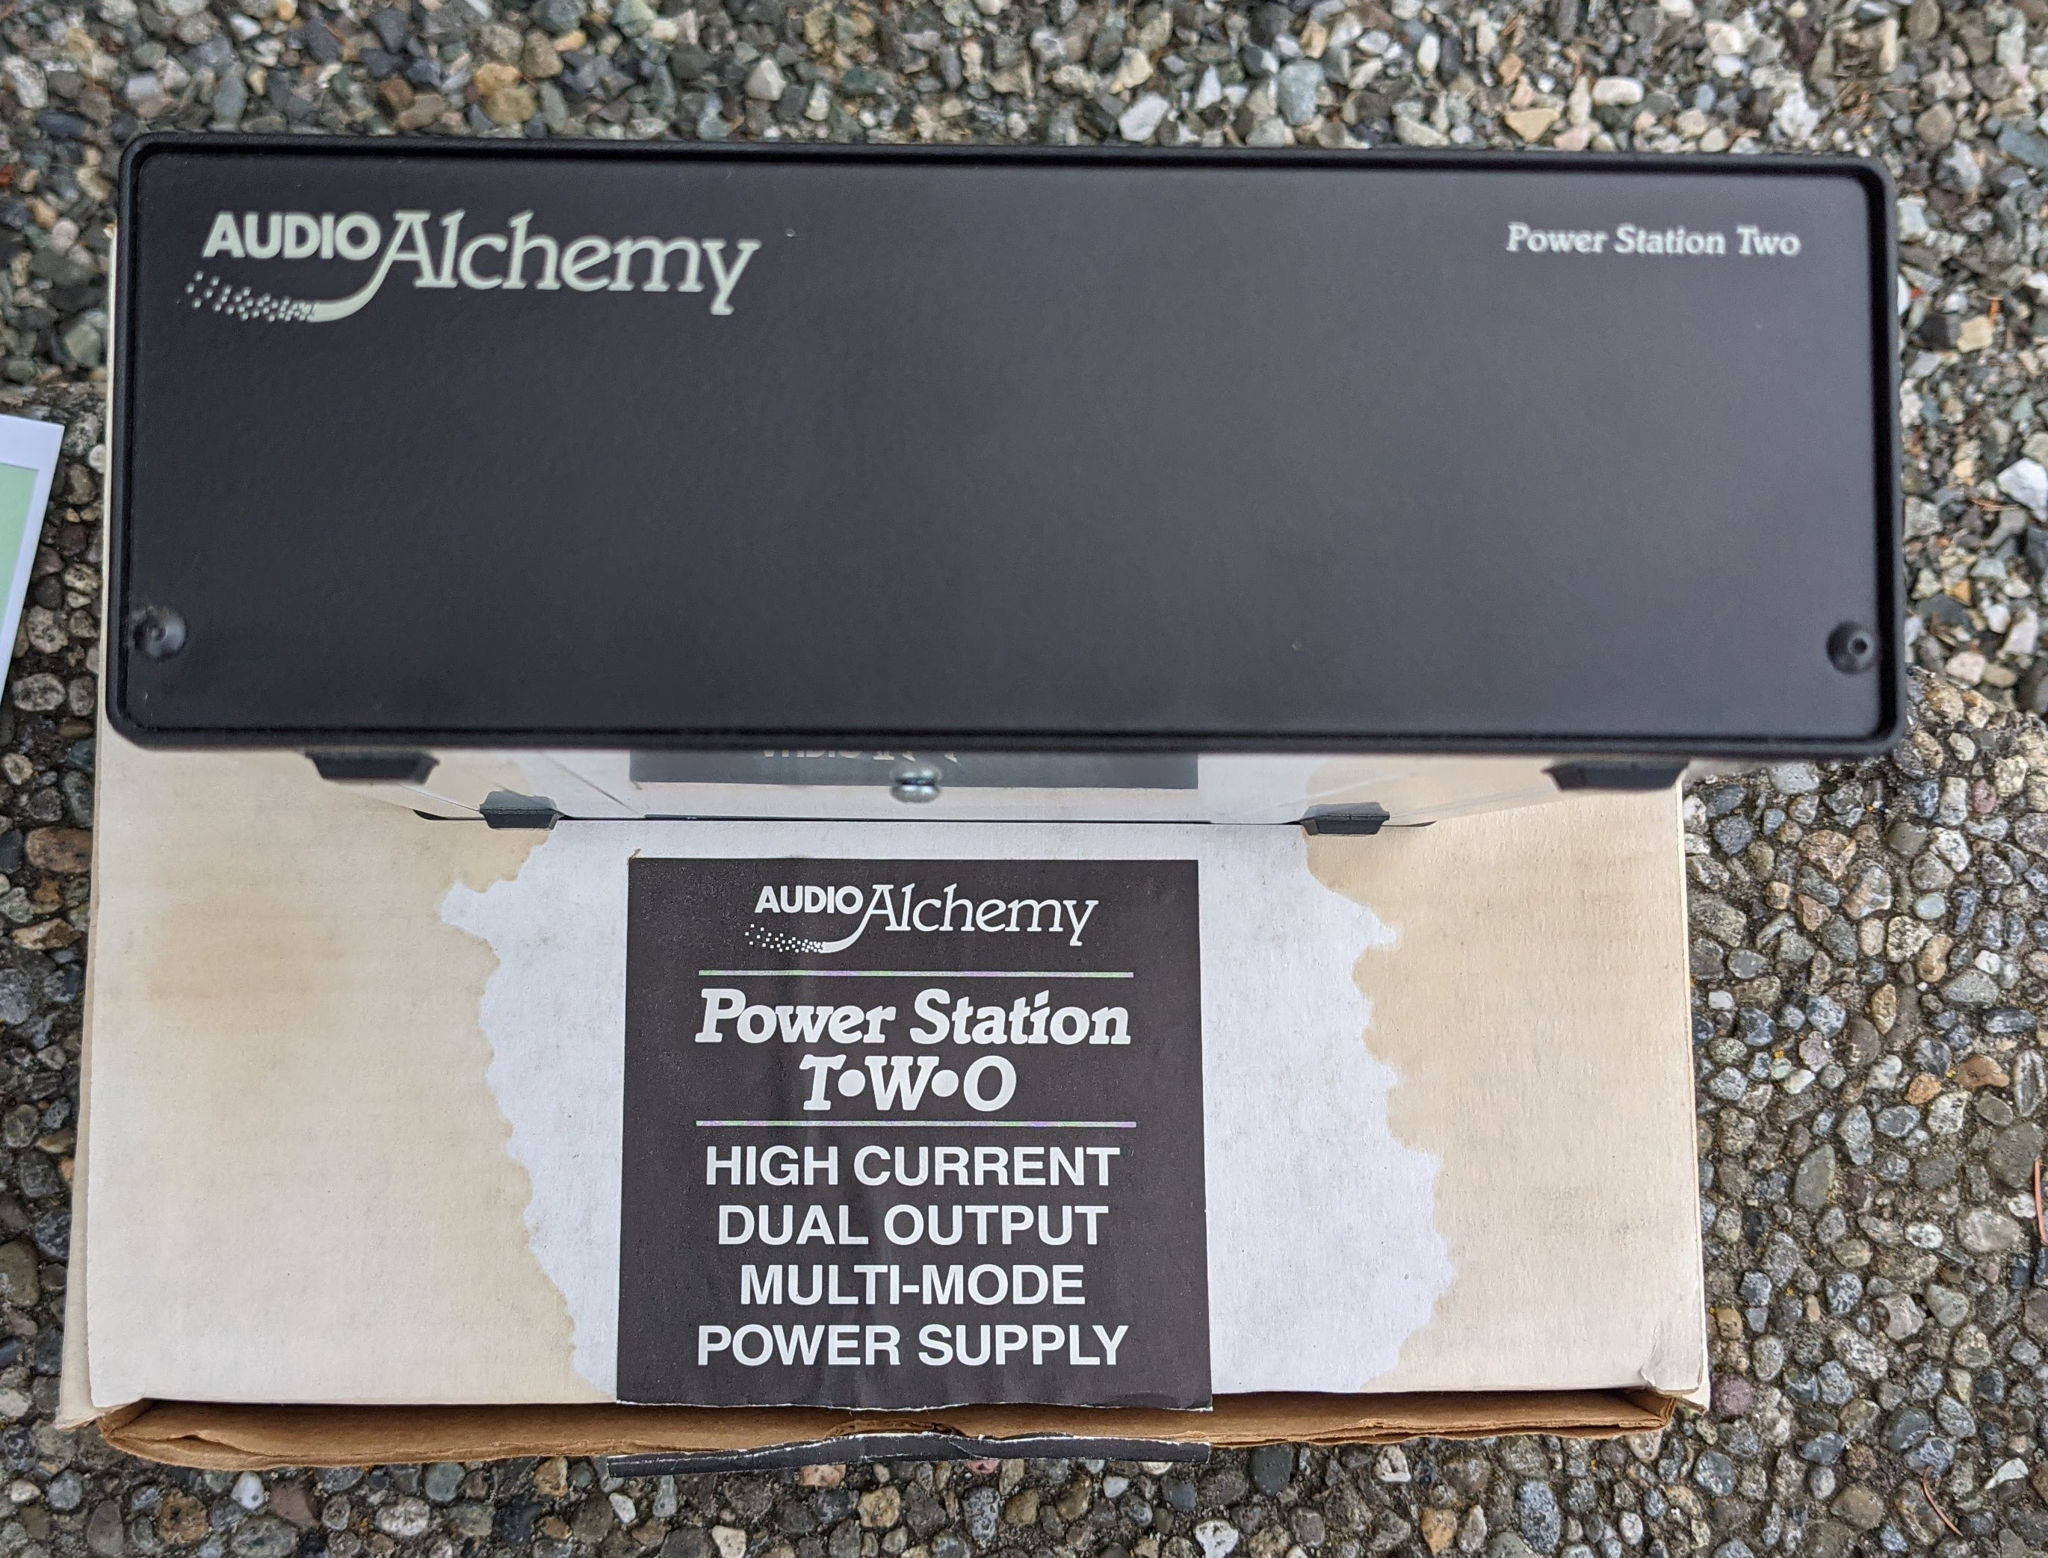 AUDIO Alchemy
Power Station Two
AUDIO Alchemy
Power Station
T•W•O
HIGH CURRENT
DUAL OUTPUT
MULTI-MODE
POWER SUPPLY